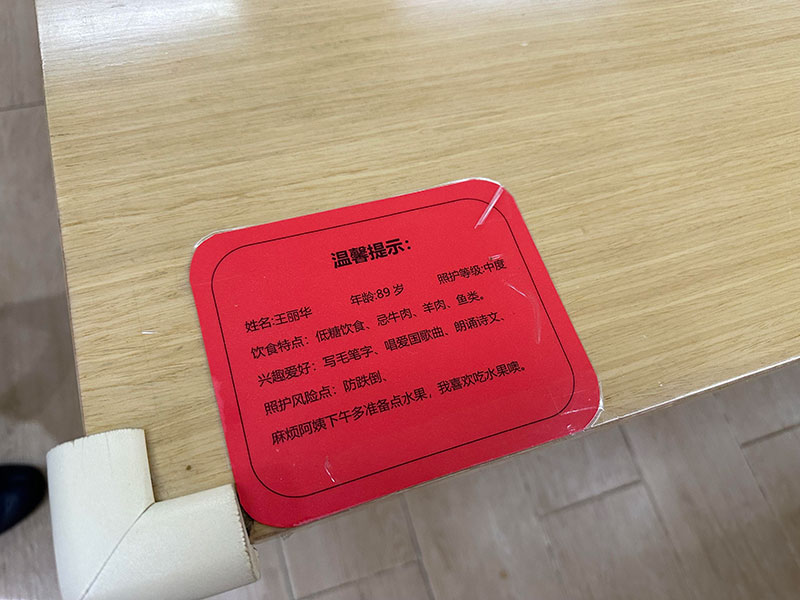 温馨提示：
姓名:王丽华 年龄:89 岁 照护等级:中度
饮食特点：低糖饮食、忌牛肉、羊肉、鱼类。
兴趣爱好：写毛笔字、唱爱国歌曲、朗诵诗文、
照护风险点：防跌倒、
麻烦阿姨下午多准备点水果，我喜欢吃水果噢。